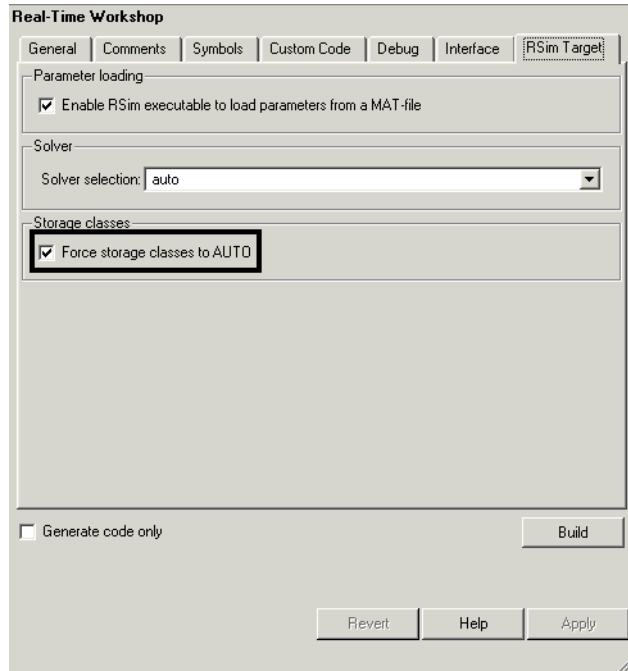 Real-Time Workshop
General Comments Symbols Custom Code Debug Interface RSim Target
Parameter loading
Enable RSim executable to load parameters from a MAT-file
Solver
Solver selection: auto
Storage classes
Force storage classes to AUTO
Generate code only Build
Revert Help Apply